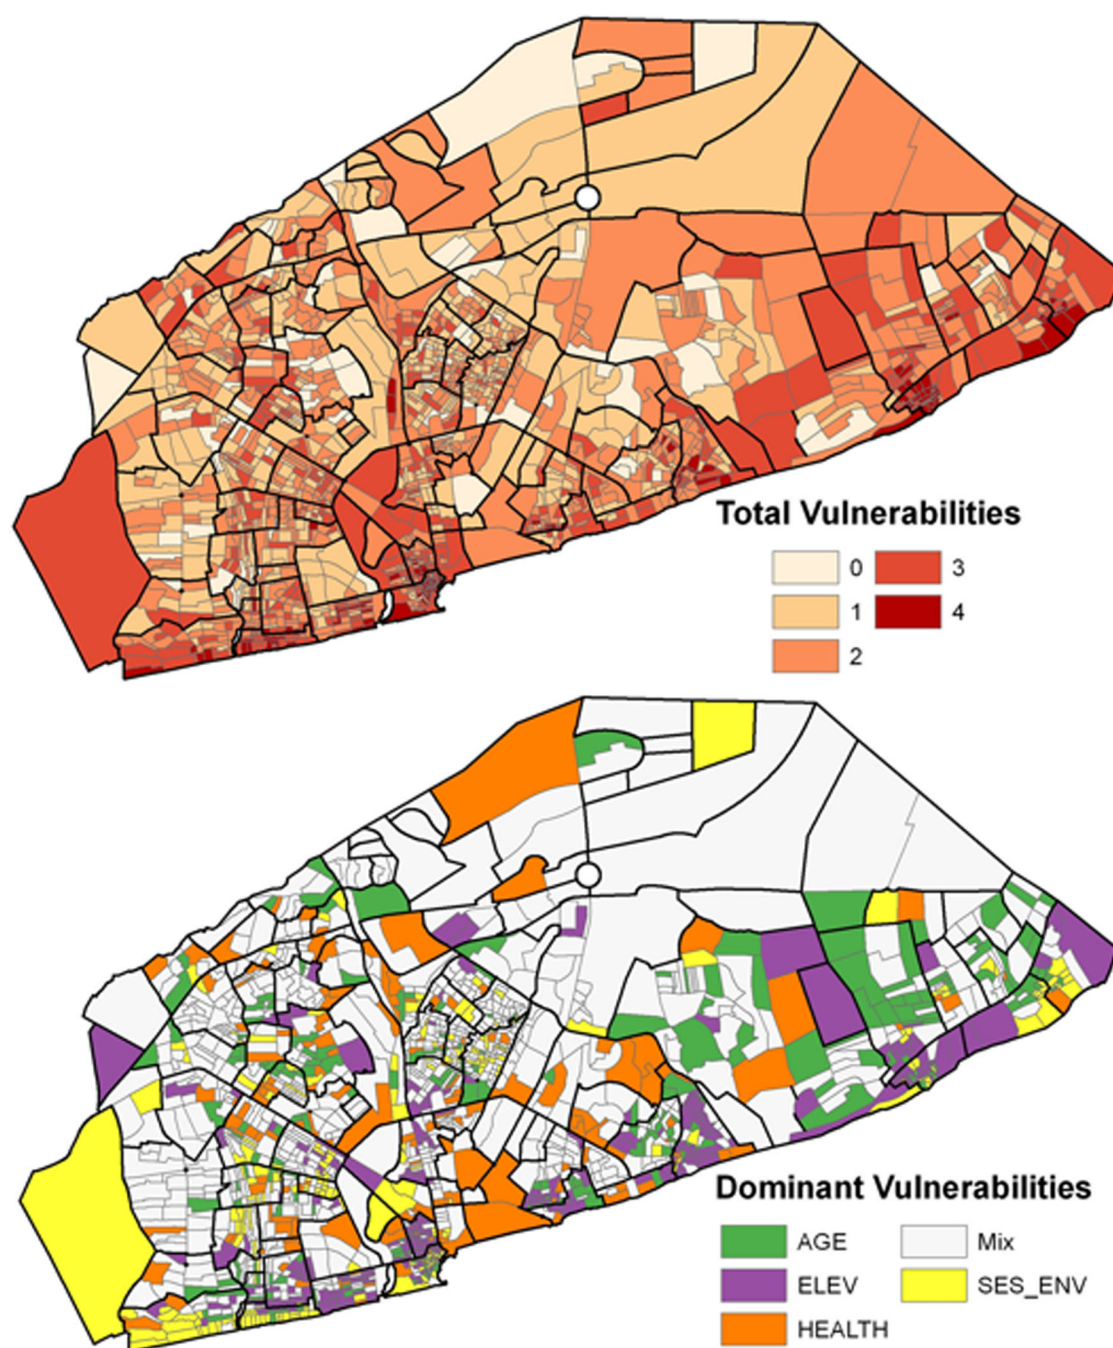 Total Vulnerabilities
0 3
1 4
2
Dominant Vulnerabilities
AGE Mix
ELEV SES_ENV
HEALTH